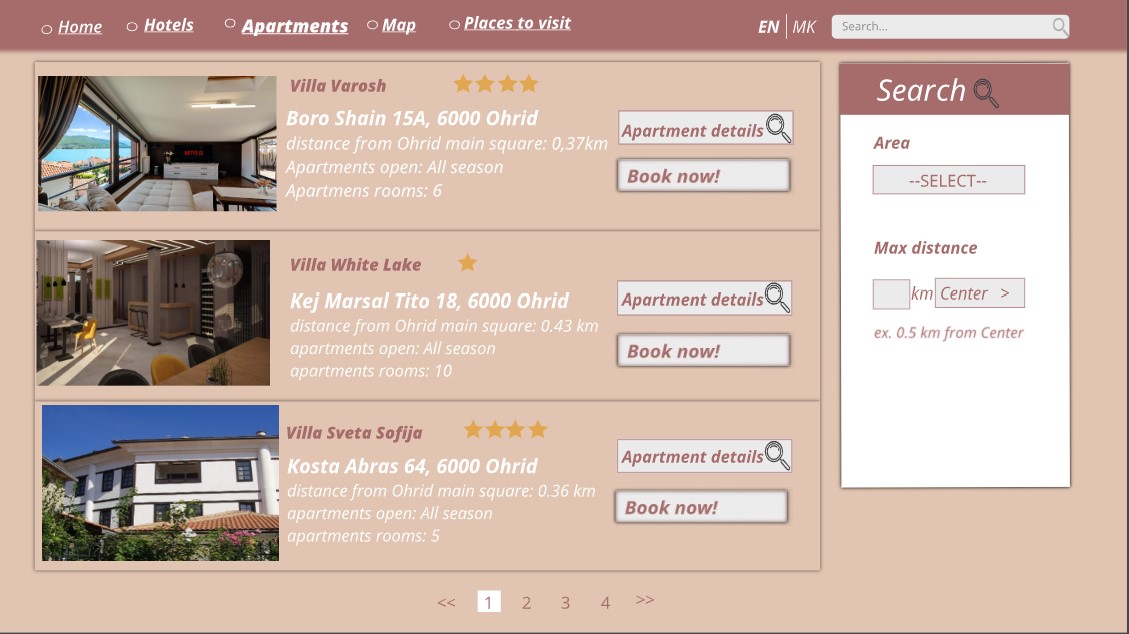 Home Hotels Apartments Map Places to visit EN MK Search...
Villa Varosh
Boro Shain 15A, 6000 Ohrid
distance from Ohrid main square: 0,37km
Apartments open: All season
Apartmens rooms: 6
Apartment details
Book now!
Villa White Lake
Kej Marsal Tito 18, 6000 Ohrid
distance from Ohrid main square: 0.43 km
apartments open: All season
apartments rooms: 10
Apartment details
Book now!
Villa Sveta Sofija
Kosta Abras 64, 6000 Ohrid
distance from Ohrid main square: 0.36 km
apartments open: All season
apartments rooms: 5
Apartment details
Book now!
<< 1 2 3 4 >>
Search
Area
--SELECT--
Max distance
km Center >
ex. 0.5 km from Center